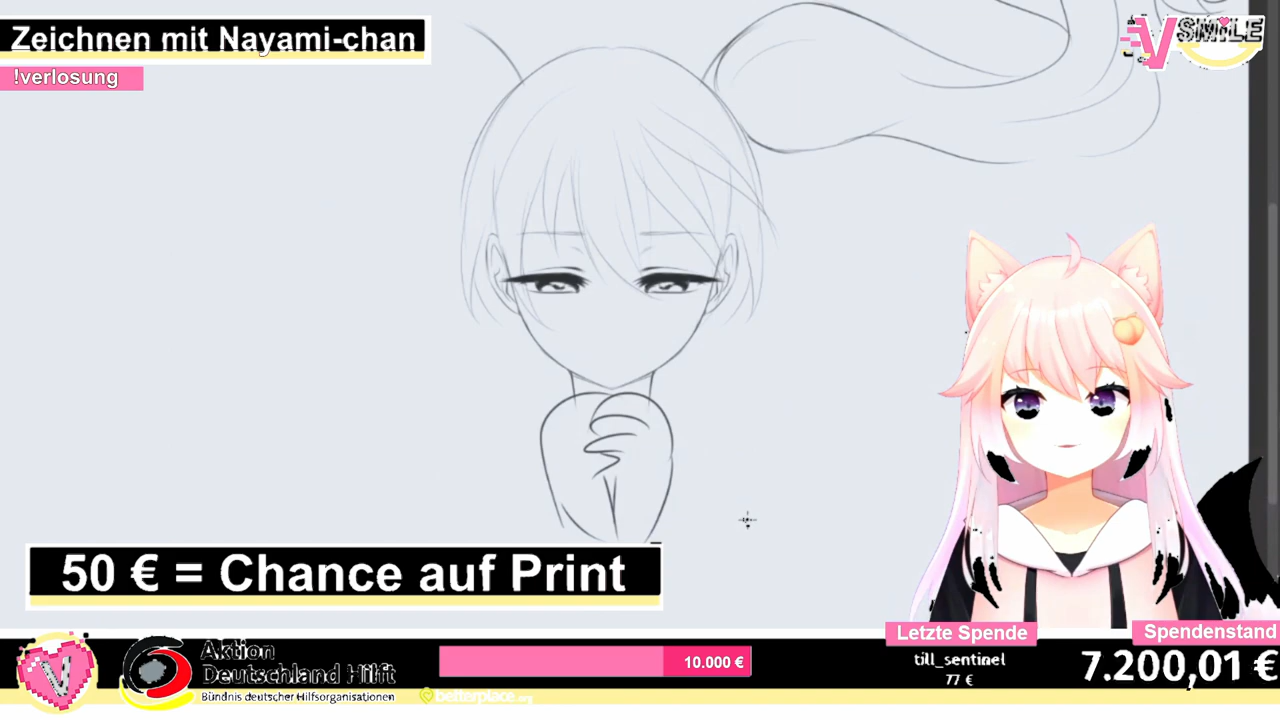 Zeichnen mit Nayami-chan
!verlosung
V SMILE
50 € = Chance auf Print
V
Aktion
Deutschland Hilft
Bündnis deutscher Hilfsorganisationen
betterplace.org
10.000 €
Letzte Spende
till_sentinel
77 €
Spendenstand
7.200,01 €